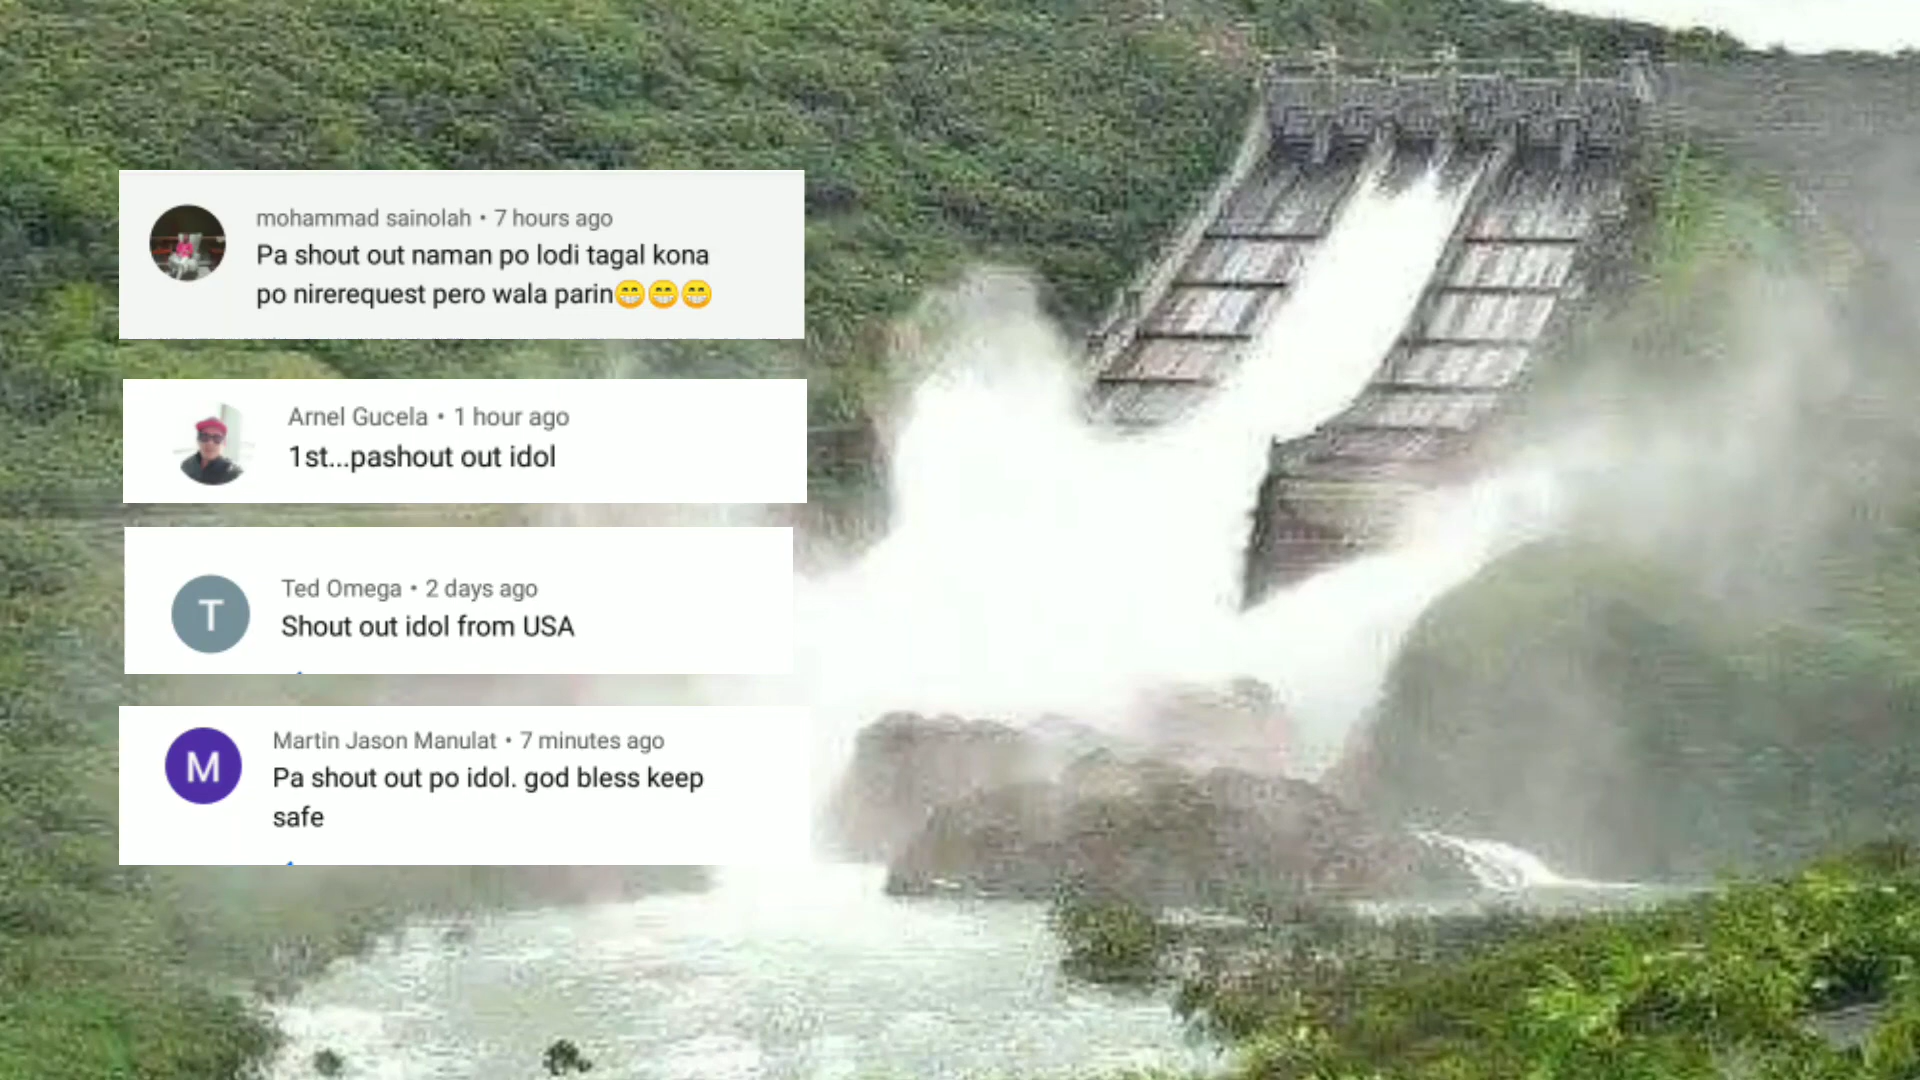 mohammad sainolah • 7 hours ago
Pa shout out naman po lodi tagal kona
po nirerequest pero wala parin😁😁😁
Arnel Gucela • 1 hour ago
1st...pashout out idol
T
Ted Omega • 2 days ago
Shout out idol from USA
M
Martin Jason Manulat • 7 minutes ago
Pa shout out po idol. god bless keep
safe